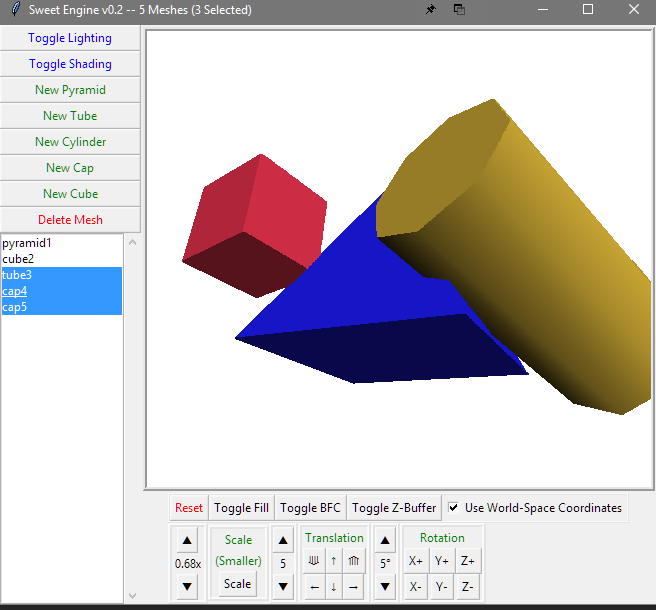 Sweet Engine v0.2 -- 5 Meshes (3 Selected)
Toggle Lighting
Toggle Shading
New Pyramid
New Tube
New Cylinder
New Cap
New Cube
Delete Mesh
pyramid1
cube2
tube3
cap4
cap5
Reset Toggle Fill Toggle BFC Toggle Z-Buffer Use World-Space Coordinates
Scale Translation Rotation
0.68x (Smaller) 5 ⤋ ↑ ⤊ 5° X+ Y+ Z+
Scale ← ↓ → X- Y- Z-